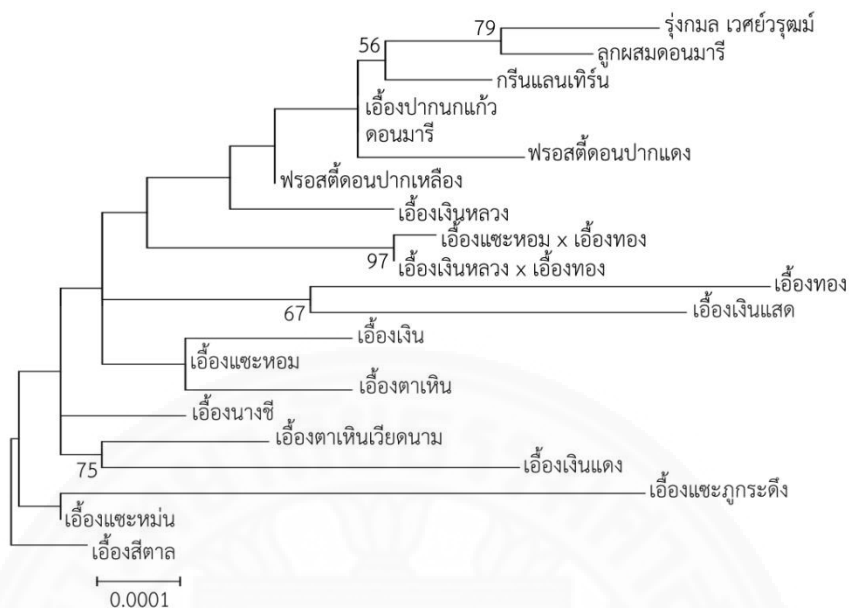 79
รุ่งกมล เวศย์วรุฒม์
56
ลูกผสมดอนมารี
กรีนแลนเทิร์น
เอื้องปากนกแก้ว
ดอนมารี
ฟรอสตี้ดอนปากแดง
ฟรอสตี้ดอนปากเหลือง
เอื้องเงินหลวง
เอื้องแซะหอม x เอื้องทอง
97
เอื้องเงินหลวง x เอื้องทอง
เอื้องทอง
67
เอื้องเงินแสด
เอื้องเงิน
เอื้องแซะหอม
เอื้องตาเหิน
เอื้องนางชี
เอื้องตาเหินเวียดนาม
75
เอื้องเงินแดง
เอื้องแซะภูกระดึง
เอื้องแซะหม่น
เอื้องสีตาล
0.0001